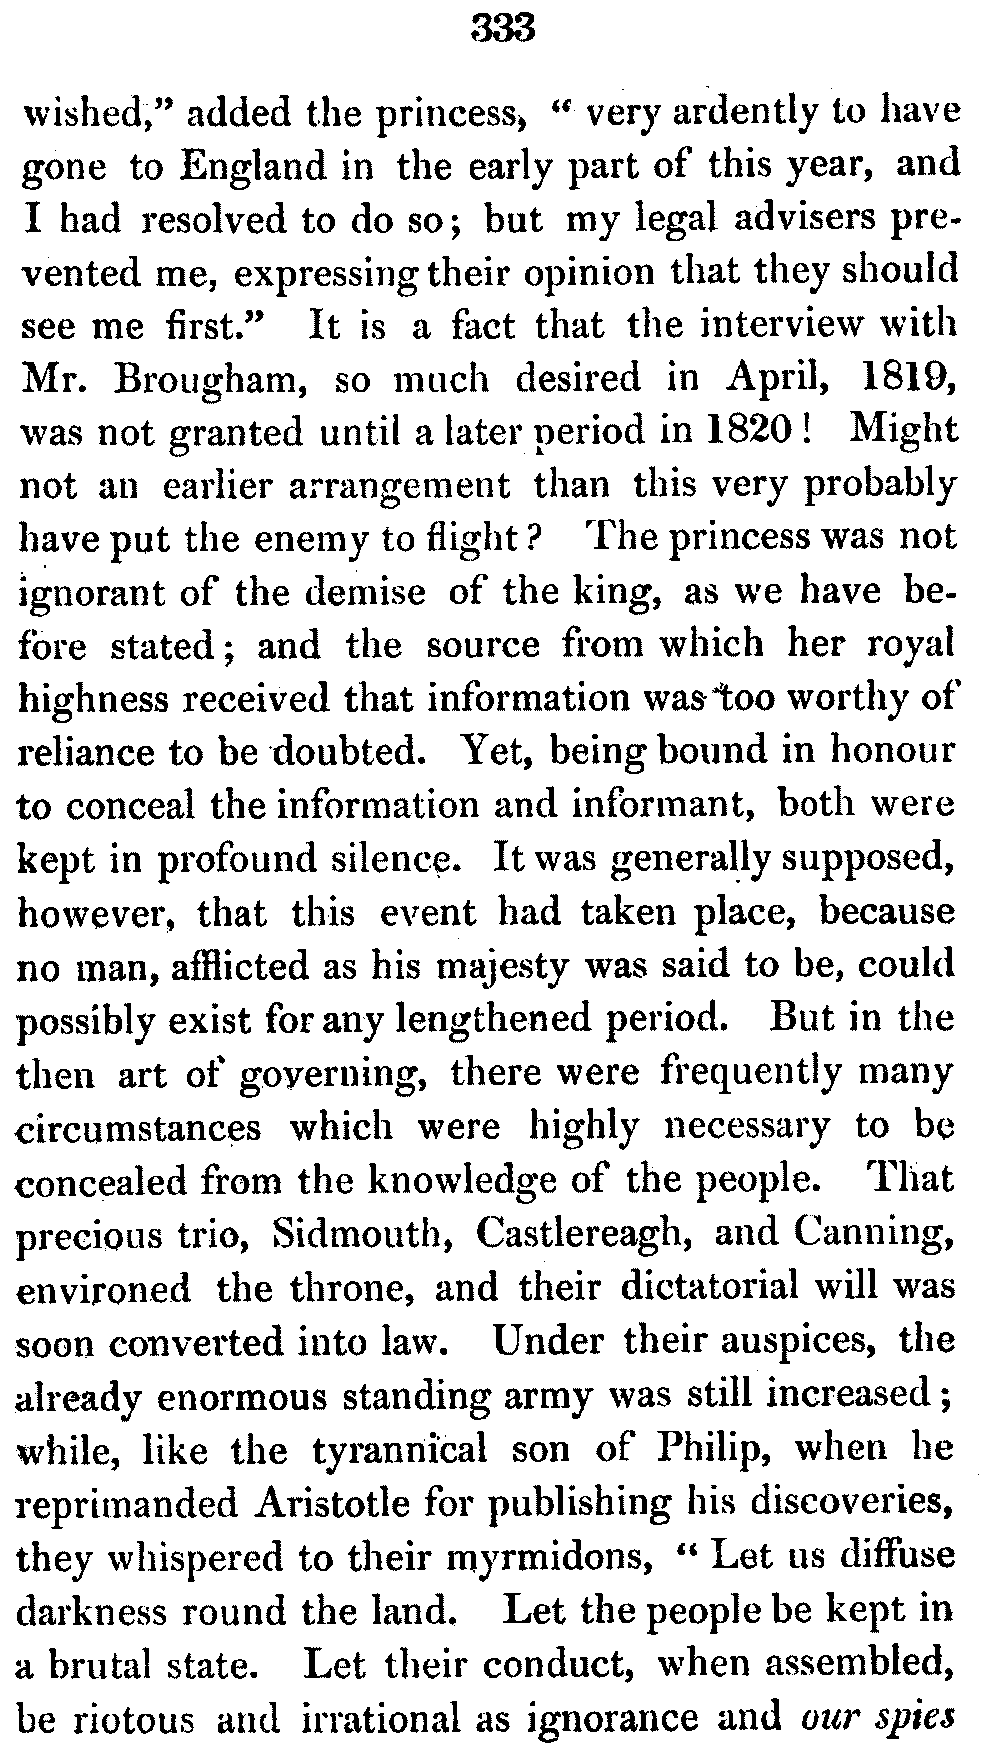 333
wished,” added the princess, “ very ardently to have
gone to England in the early part of this year, and
I had resolved to do so; but my legal advisers pre-
vented me, expressing their opinion that they should
see me first.” It is a fact that the interview with
Mr. Brougham, so much desired in April, 1819,
was not granted until a later period in 1820! Might
not an earlier arrangement than this very probably
have put the enemy to flight? The princess was not
ignorant of the demise of the king, as we have be-
fore stated; and the source from which her royal
highness received that information was too worthy of
reliance to be doubted. Yet, being bound in honour
to conceal the information and informant, both were
kept in profound silence. It was generally supposed,
however, that this event had taken place, because
no man, afflicted as his majesty was said to be, could
possibly exist for any lengthened period. But in the
then art of governing, there were frequently many
circumstances which were highly necessary to be
concealed from the knowledge of the people. That
precious trio, Sidmouth, Castlereagh, and Canning,
environed the throne, and their dictatorial will was
soon converted into law. Under their auspices, the
already enormous standing army was still increased;
while, like the tyrannical son of Philip, when he
reprimanded Aristotle for publishing his discoveries,
they whispered to their myrmidons, “ Let us diffuse
darkness round the land. Let the people be kept in
a brutal state. Let their conduct, when assembled,
be riotous and irrational as ignorance and our spies